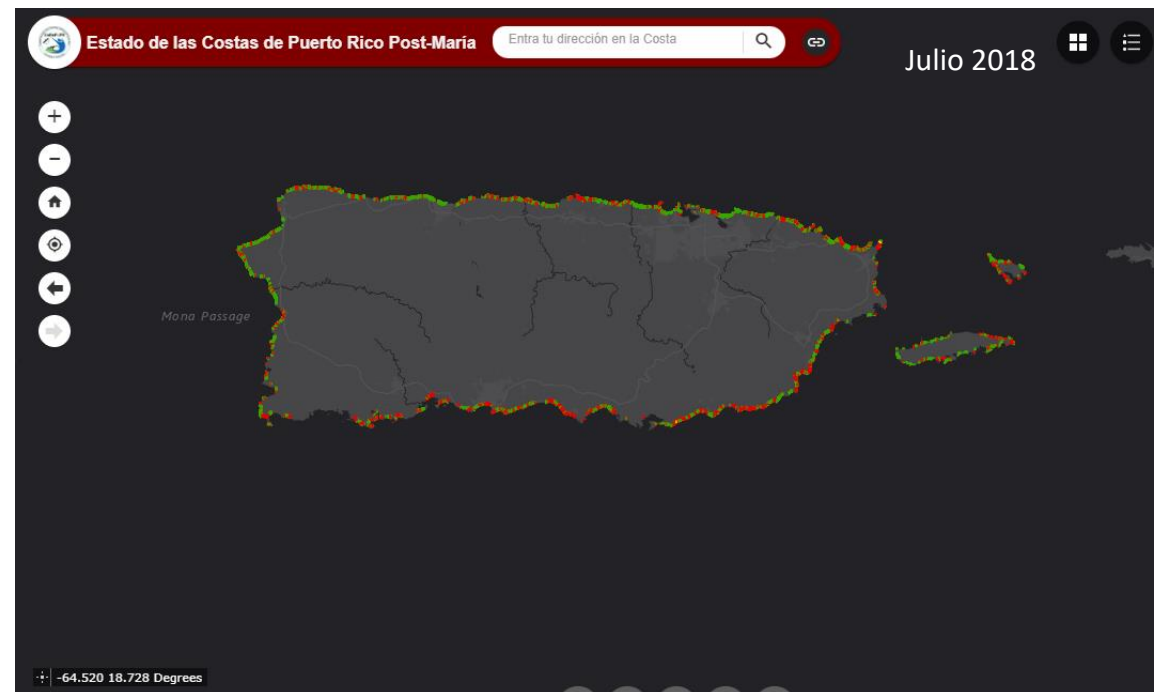 Estado de las Costas de Puerto Rico Post-María
Entra tu dirección en la Costa
Julio 2018
Mona Passage
-64.520 18.728 Degrees